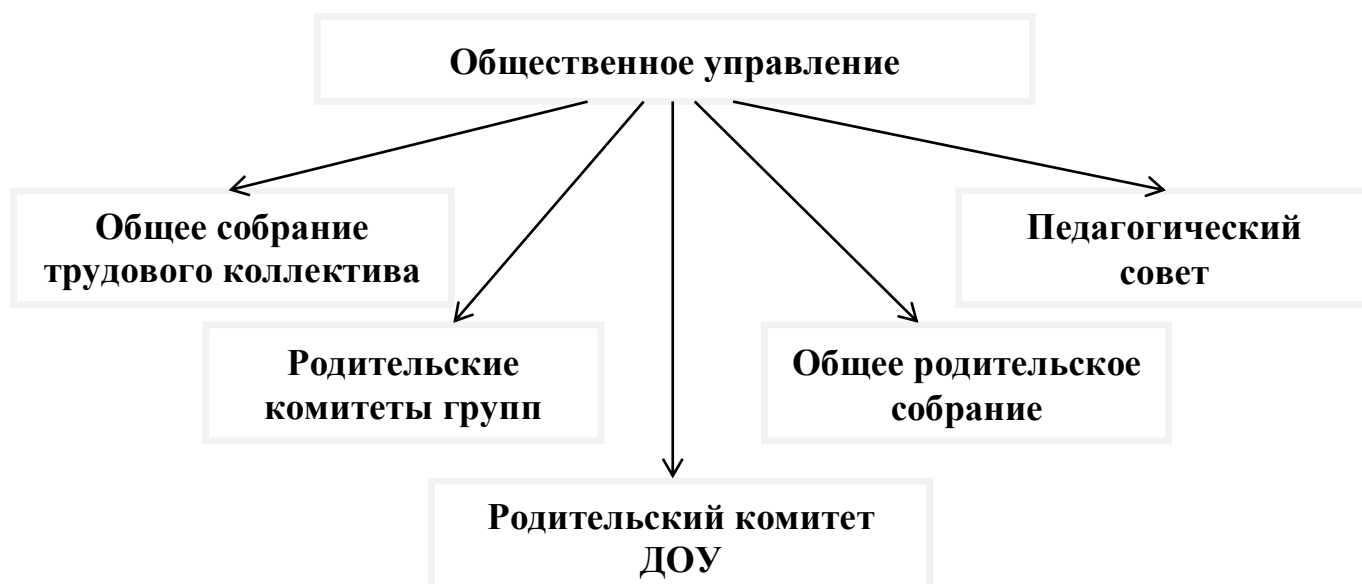 Общественное управление
Общее собрание
трудового коллектива
Педагогический
совет
Родительские
комитеты групп
Общее родительское
собрание
Родительский комитет
ДОУ